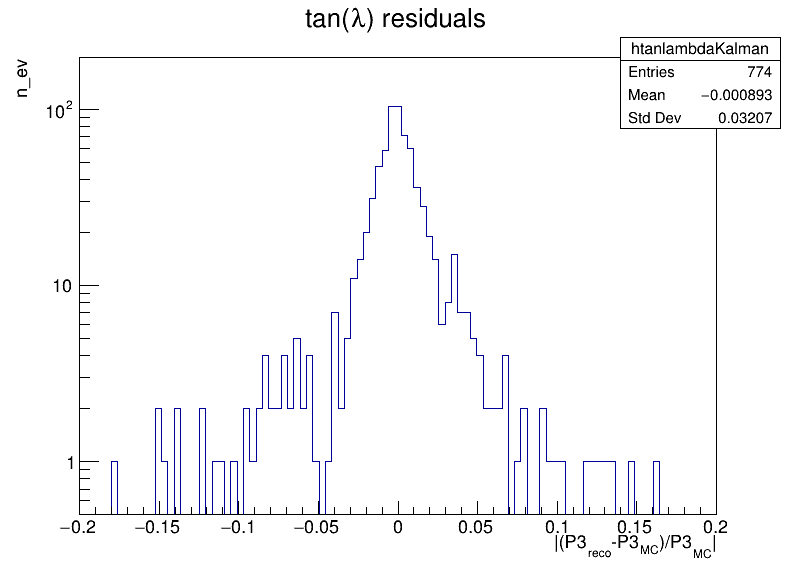 tan(λ) residuals
htanlambdaKalman
Entries 774
Mean −0.000893
Std Dev 0.03207
n_ev
10²
10
1
−0.2 −0.15 −0.1 −0.05 0 0.05 0.1 0.15 0.2
|(P3reco-P3MC)/P3MC|